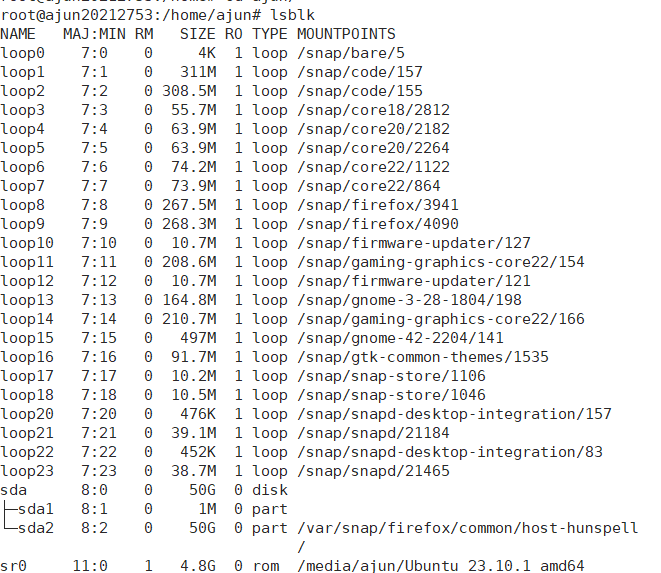 root@ajun20212753:/home/ajun# lsblk
NAME   MAJ:MIN RM   SIZE RO TYPE MOUNTPOINTS
loop0    7:0    0     4K  1 loop /snap/bare/5
loop1    7:1    0   311M  1 loop /snap/code/157
loop2    7:2    0 308.5M  1 loop /snap/code/155
loop3    7:3    0  55.7M  1 loop /snap/core18/2812
loop4    7:4    0  63.9M  1 loop /snap/core20/2182
loop5    7:5    0  63.9M  1 loop /snap/core20/2264
loop6    7:6    0  74.2M  1 loop /snap/core22/1122
loop7    7:7    0  73.9M  1 loop /snap/core22/864
loop8    7:8    0 267.5M  1 loop /snap/firefox/3941
loop9    7:9    0 268.3M  1 loop /snap/firefox/4090
loop10   7:10   0  10.7M  1 loop /snap/firmware-updater/127
loop11   7:11   0 208.6M  1 loop /snap/gaming-graphics-core22/154
loop12   7:12   0  10.7M  1 loop /snap/firmware-updater/121
loop13   7:13   0 164.8M  1 loop /snap/gnome-3-28-1804/198
loop14   7:14   0 210.7M  1 loop /snap/gaming-graphics-core22/166
loop15   7:15   0   497M  1 loop /snap/gnome-42-2204/141
loop16   7:16   0  91.7M  1 loop /snap/gtk-common-themes/1535
loop17   7:17   0  10.2M  1 loop /snap/snap-store/1106
loop18   7:18   0  10.5M  1 loop /snap/snap-store/1046
loop20   7:20   0   476K  1 loop /snap/snapd-desktop-integration/157
loop21   7:21   0  39.1M  1 loop /snap/snapd/21184
loop22   7:22   0   452K  1 loop /snap/snapd-desktop-integration/83
loop23   7:23   0  38.7M  1 loop /snap/snapd/21465
sda      8:0    0    50G  0 disk
├─sda1   8:1    0     1M  0 part
└─sda2   8:2    0    50G  0 part /var/snap/firefox/common/host-hunspell
                                 /
sr0     11:0    1   4.8G  0 rom  /media/ajun/Ubuntu 23.10.1 amd64